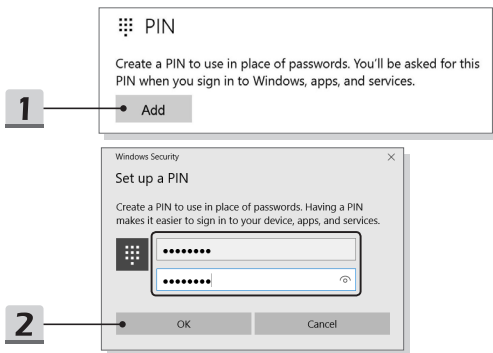 PIN
Create a PIN to use in place of passwords. You'll be asked for this
PIN when you sign in to Windows, apps, and services.
1
Add
Windows Security
Set up a PIN
Create a PIN to use in place of passwords. Having a PIN
makes it easier to sign in to your device, apps, and services.
●●●●●●●●
●●●●●●●●
2
OK Cancel